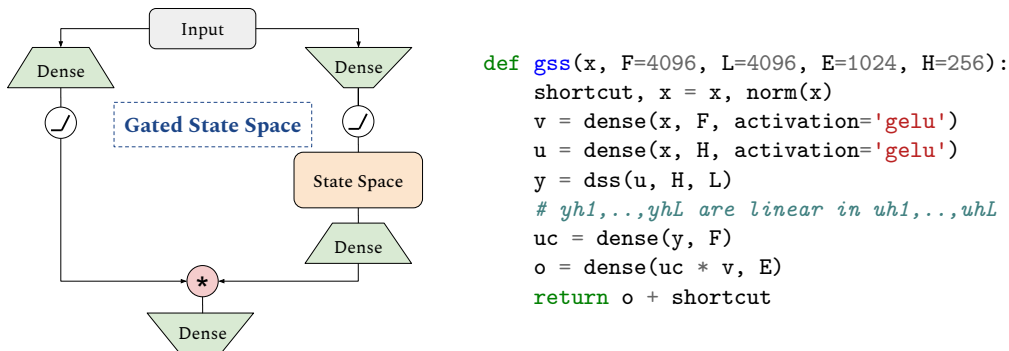 Input
Dense
Dense
Gated State Space
State Space
Dense
*
Dense
def gss(x, F=4096, L=4096, E=1024, H=256):
    shortcut, x = x, norm(x)
    v = dense(x, F, activation='gelu')
    u = dense(x, H, activation='gelu')
    y = dss(u, H, L)
    # yh1,..,yhL are linear in uh1,..,uhL
    uc = dense(y, F)
    o = dense(uc * v, E)
    return o + shortcut